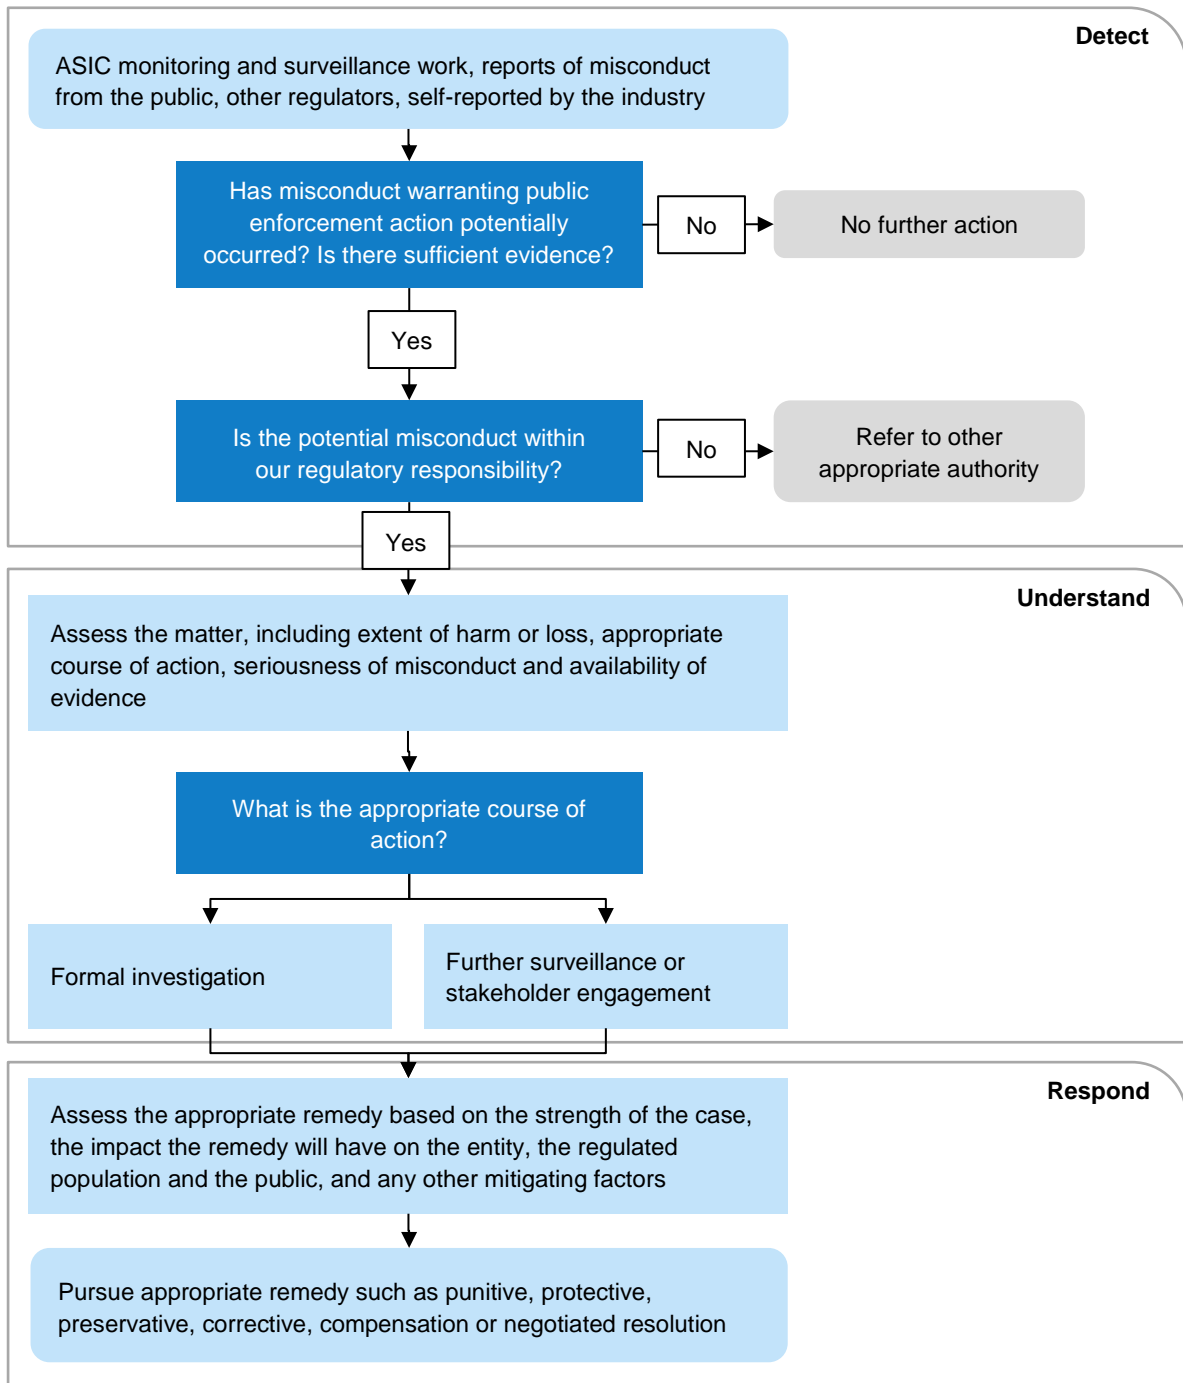 Detect
ASIC monitoring and surveillance work, reports of misconduct
from the public, other regulators, self-reported by the industry
Has misconduct warranting public
enforcement action potentially
occurred? Is there sufficient evidence?
No
No further action
Yes
Is the potential misconduct within
our regulatory responsibility?
No
Refer to other
appropriate authority
Yes
Understand
Assess the matter, including extent of harm or loss, appropriate
course of action, seriousness of misconduct and availability of
evidence
What is the appropriate course of
action?
Formal investigation
Further surveillance or
stakeholder engagement
Respond
Assess the appropriate remedy based on the strength of the case,
the impact the remedy will have on the entity, the regulated
population and the public, and any other mitigating factors
Pursue appropriate remedy such as punitive, protective,
preservative, corrective, compensation or negotiated resolution